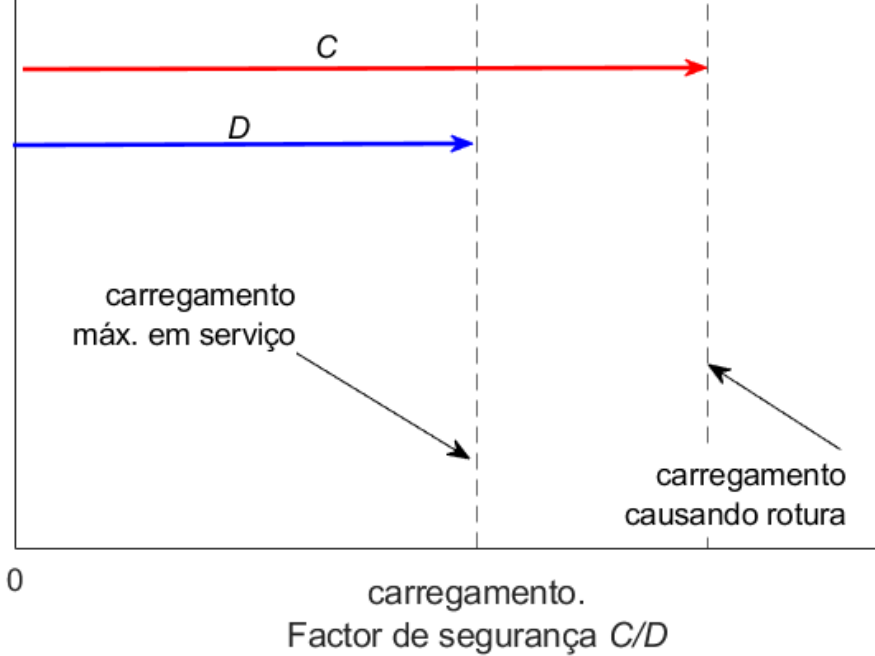 C
D
carregamento
máx. em serviço
carregamento
causando rotura
0
carregamento.
Factor de segurança C/D